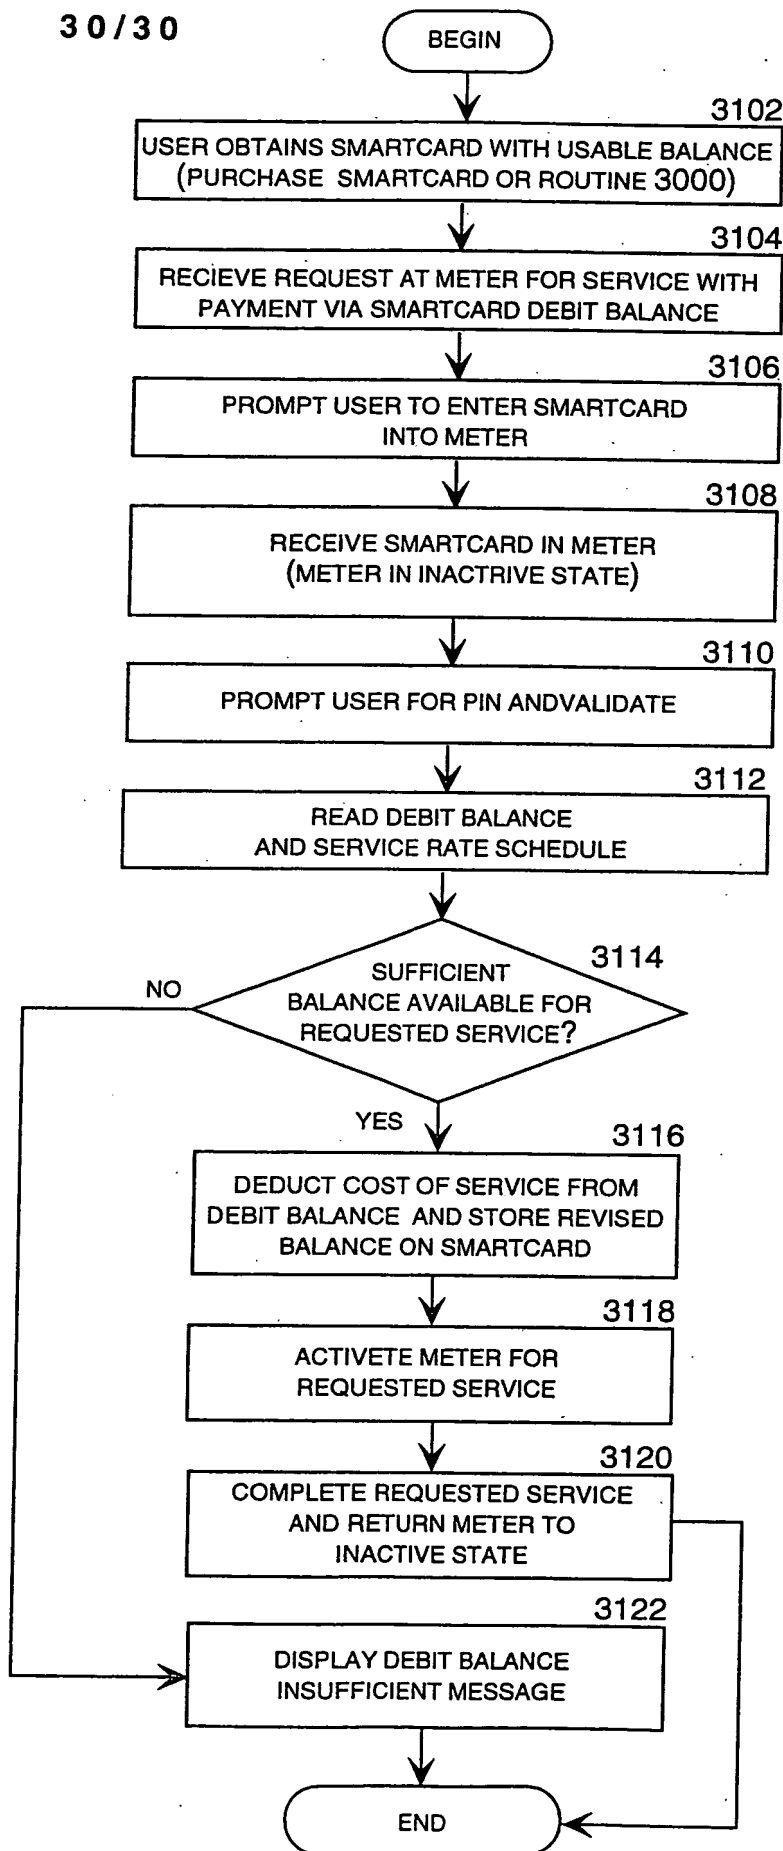 30/30
BEGIN
3102
USER OBTAINS SMARTCARD WITH USABLE BALANCE
(PURCHASE SMARTCARD OR ROUTINE 3000)
3104
RECIEVE REQUEST AT METER FOR SERVICE WITH
PAYMENT VIA SMARTCARD DEBIT BALANCE
3106
PROMPT USER TO ENTER SMARTCARD
INTO METER
3108
RECEIVE SMARTCARD IN METER
(METER IN INACTRIVE STATE)
3110
PROMPT USER FOR PIN ANDVALIDATE
3112
READ DEBIT BALANCE
AND SERVICE RATE SCHEDULE
3114
SUFFICIENT
BALANCE AVAILABLE FOR
REQUESTED SERVICE?
NO
YES
3116
DEDUCT COST OF SERVICE FROM
DEBIT BALANCE AND STORE REVISED
BALANCE ON SMARTCARD
3118
ACTIVETE METER FOR
REQUESTED SERVICE
3120
COMPLETE REQUESTED SERVICE
AND RETURN METER TO
INACTIVE STATE
3122
DISPLAY DEBIT BALANCE
INSUFFICIENT MESSAGE
END